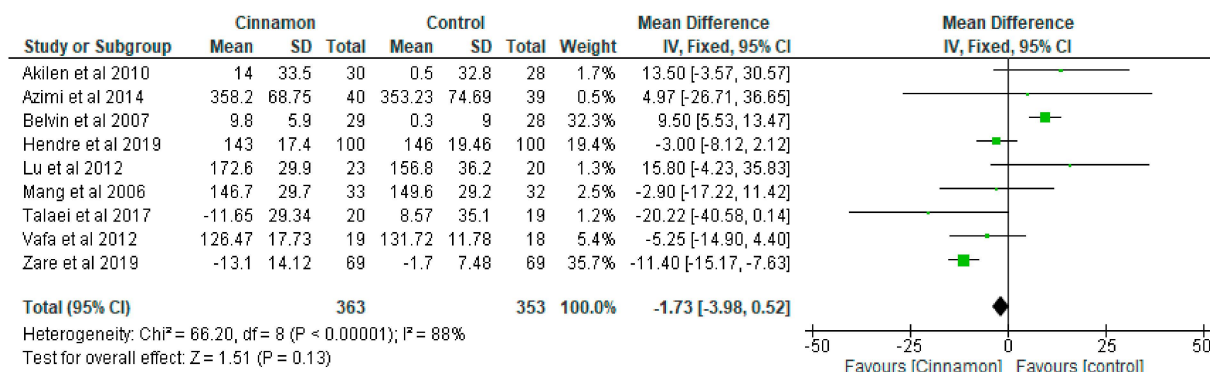 Cinnamon Control Mean Difference Mean Difference
Study or Subgroup Mean SD Total Mean SD Total Weight IV, Fixed, 95% CI IV, Fixed, 95% CI
Akilen et al 2010 14 33.5 30 0.5 32.8 28 1.7% 13.50 [-3.57, 30.57]
Azimi et al 2014 358.2 68.75 40 353.23 74.69 39 0.5% 4.97 [-26.71, 36.65]
Belvin et al 2007 9.8 5.9 29 0.3 9 28 32.3% 9.50 [5.53, 13.47]
Hendre et al 2019 143 17.4 100 146 19.46 100 19.4% -3.00 [-8.12, 2.12]
Lu et al 2012 172.6 29.9 23 156.8 36.2 20 1.2% 15.80 [-4.23, 35.83]
Mang et al 2006 146.7 29.7 33 149.6 29.2 32 2.5% -2.90 [-17.22, 11.42]
Talaei et al 2017 -11.65 29.34 20 8.57 35.1 19 1.2% -20.22 [-40.58, 0.14]
Vafa et al 2012 126.47 17.73 19 131.72 11.78 18 5.4% -5.25 [-14.90, 4.40]
Zare et al 2019 -13.1 14.12 69 -1.7 7.48 69 35.7% -11.40 [-15.17, -7.63]
Total (95% CI) 363 353 100.0% -1.73 [-3.98, 0.52]
Heterogeneity: Chi² = 66.20, df = 8 (P < 0.00001); I² = 88%
Test for overall effect: Z = 1.51 (P = 0.13)
-50 -25 0 25 50
Favours [Cinnamon] Favours [control]